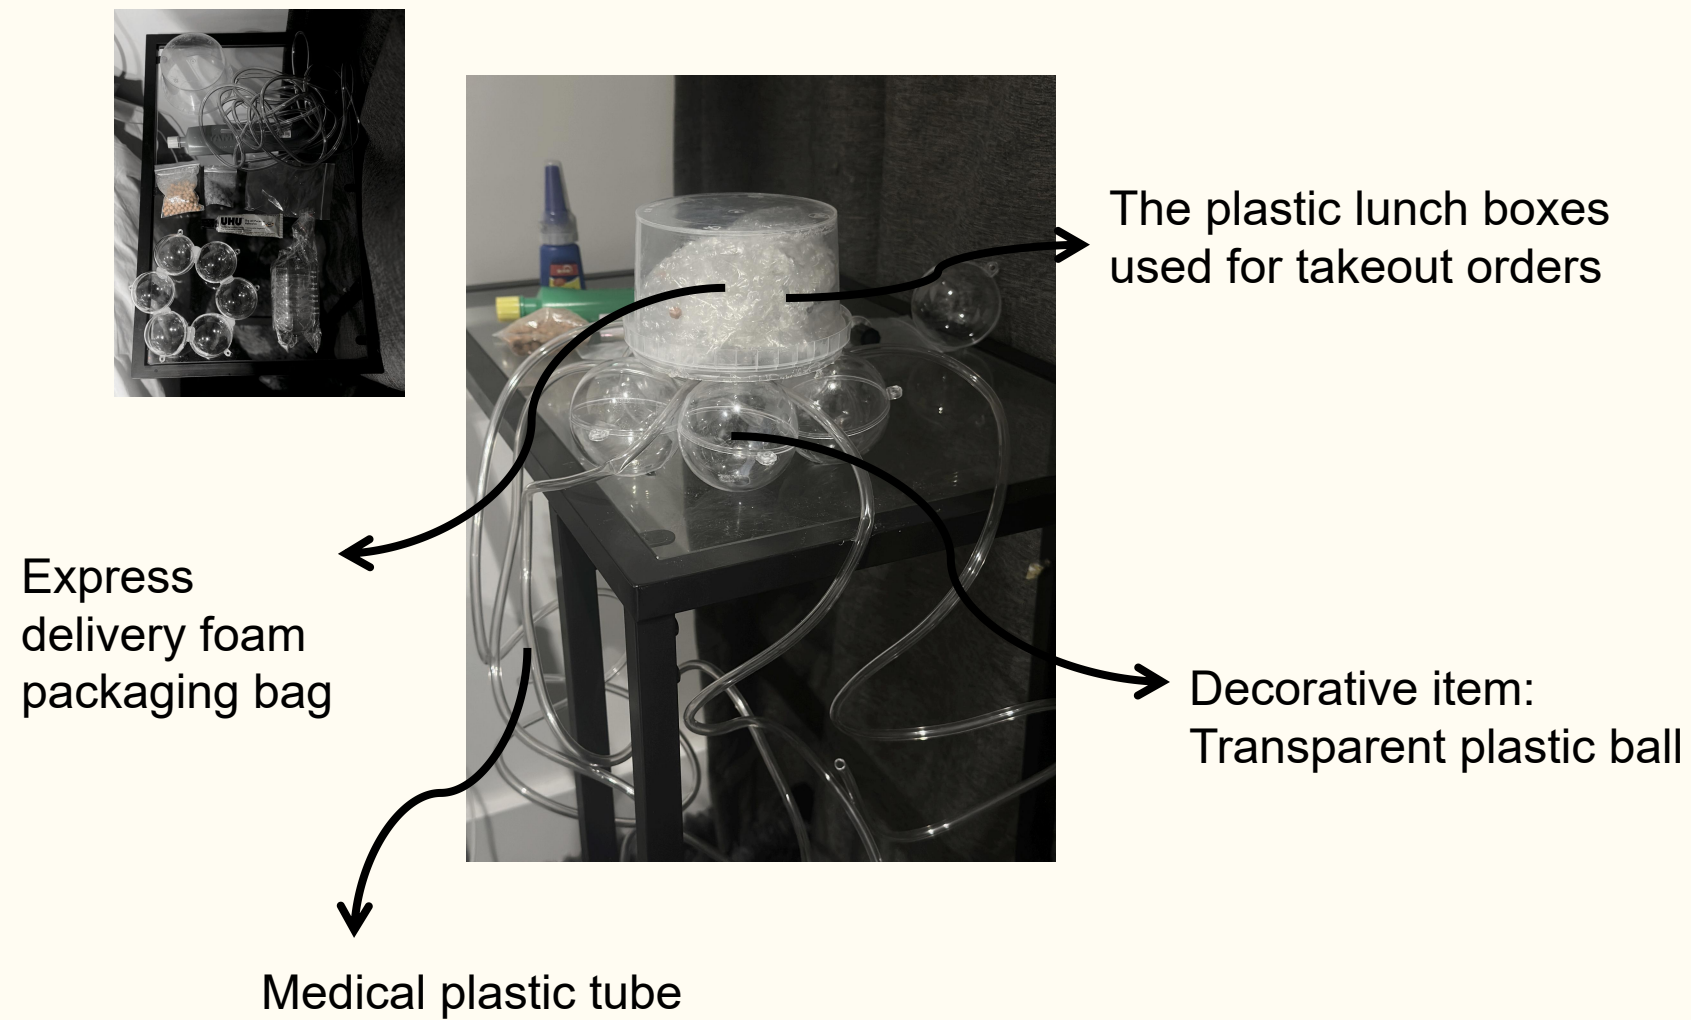 UHU
The plastic lunch boxes
used for takeout orders
Express
delivery foam
packaging bag
Decorative item:
Transparent plastic ball
Medical plastic tube